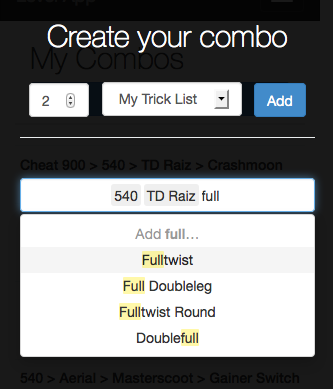 Create your combo
My Combos
2
My Trick List
Add
Cheat 900 > 540 > TD Raiz > Crashmoon
540 TD Raiz full
Add full...
Fulltwist
Full Doubleleg
Fulltwist Round
Doublefull
540 > Aerial > Masterscoot > Gainer Switch